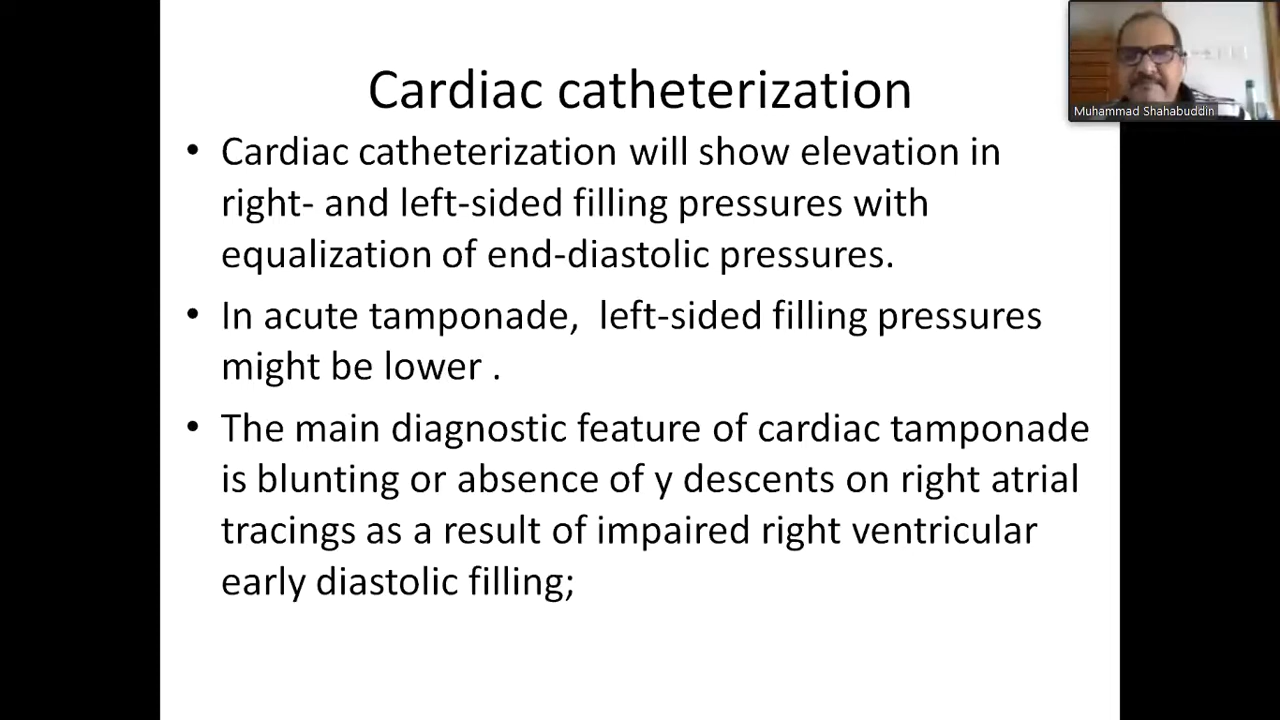 Cardiac catheterization
Muhammad Shahabuddin
• Cardiac catheterization will show elevation in
right- and left-sided filling pressures with
equalization of end-diastolic pressures.
• In acute tamponade,  left-sided filling pressures
might be lower .
• The main diagnostic feature of cardiac tamponade
is blunting or absence of y descents on right atrial
tracings as a result of impaired right ventricular
early diastolic filling;